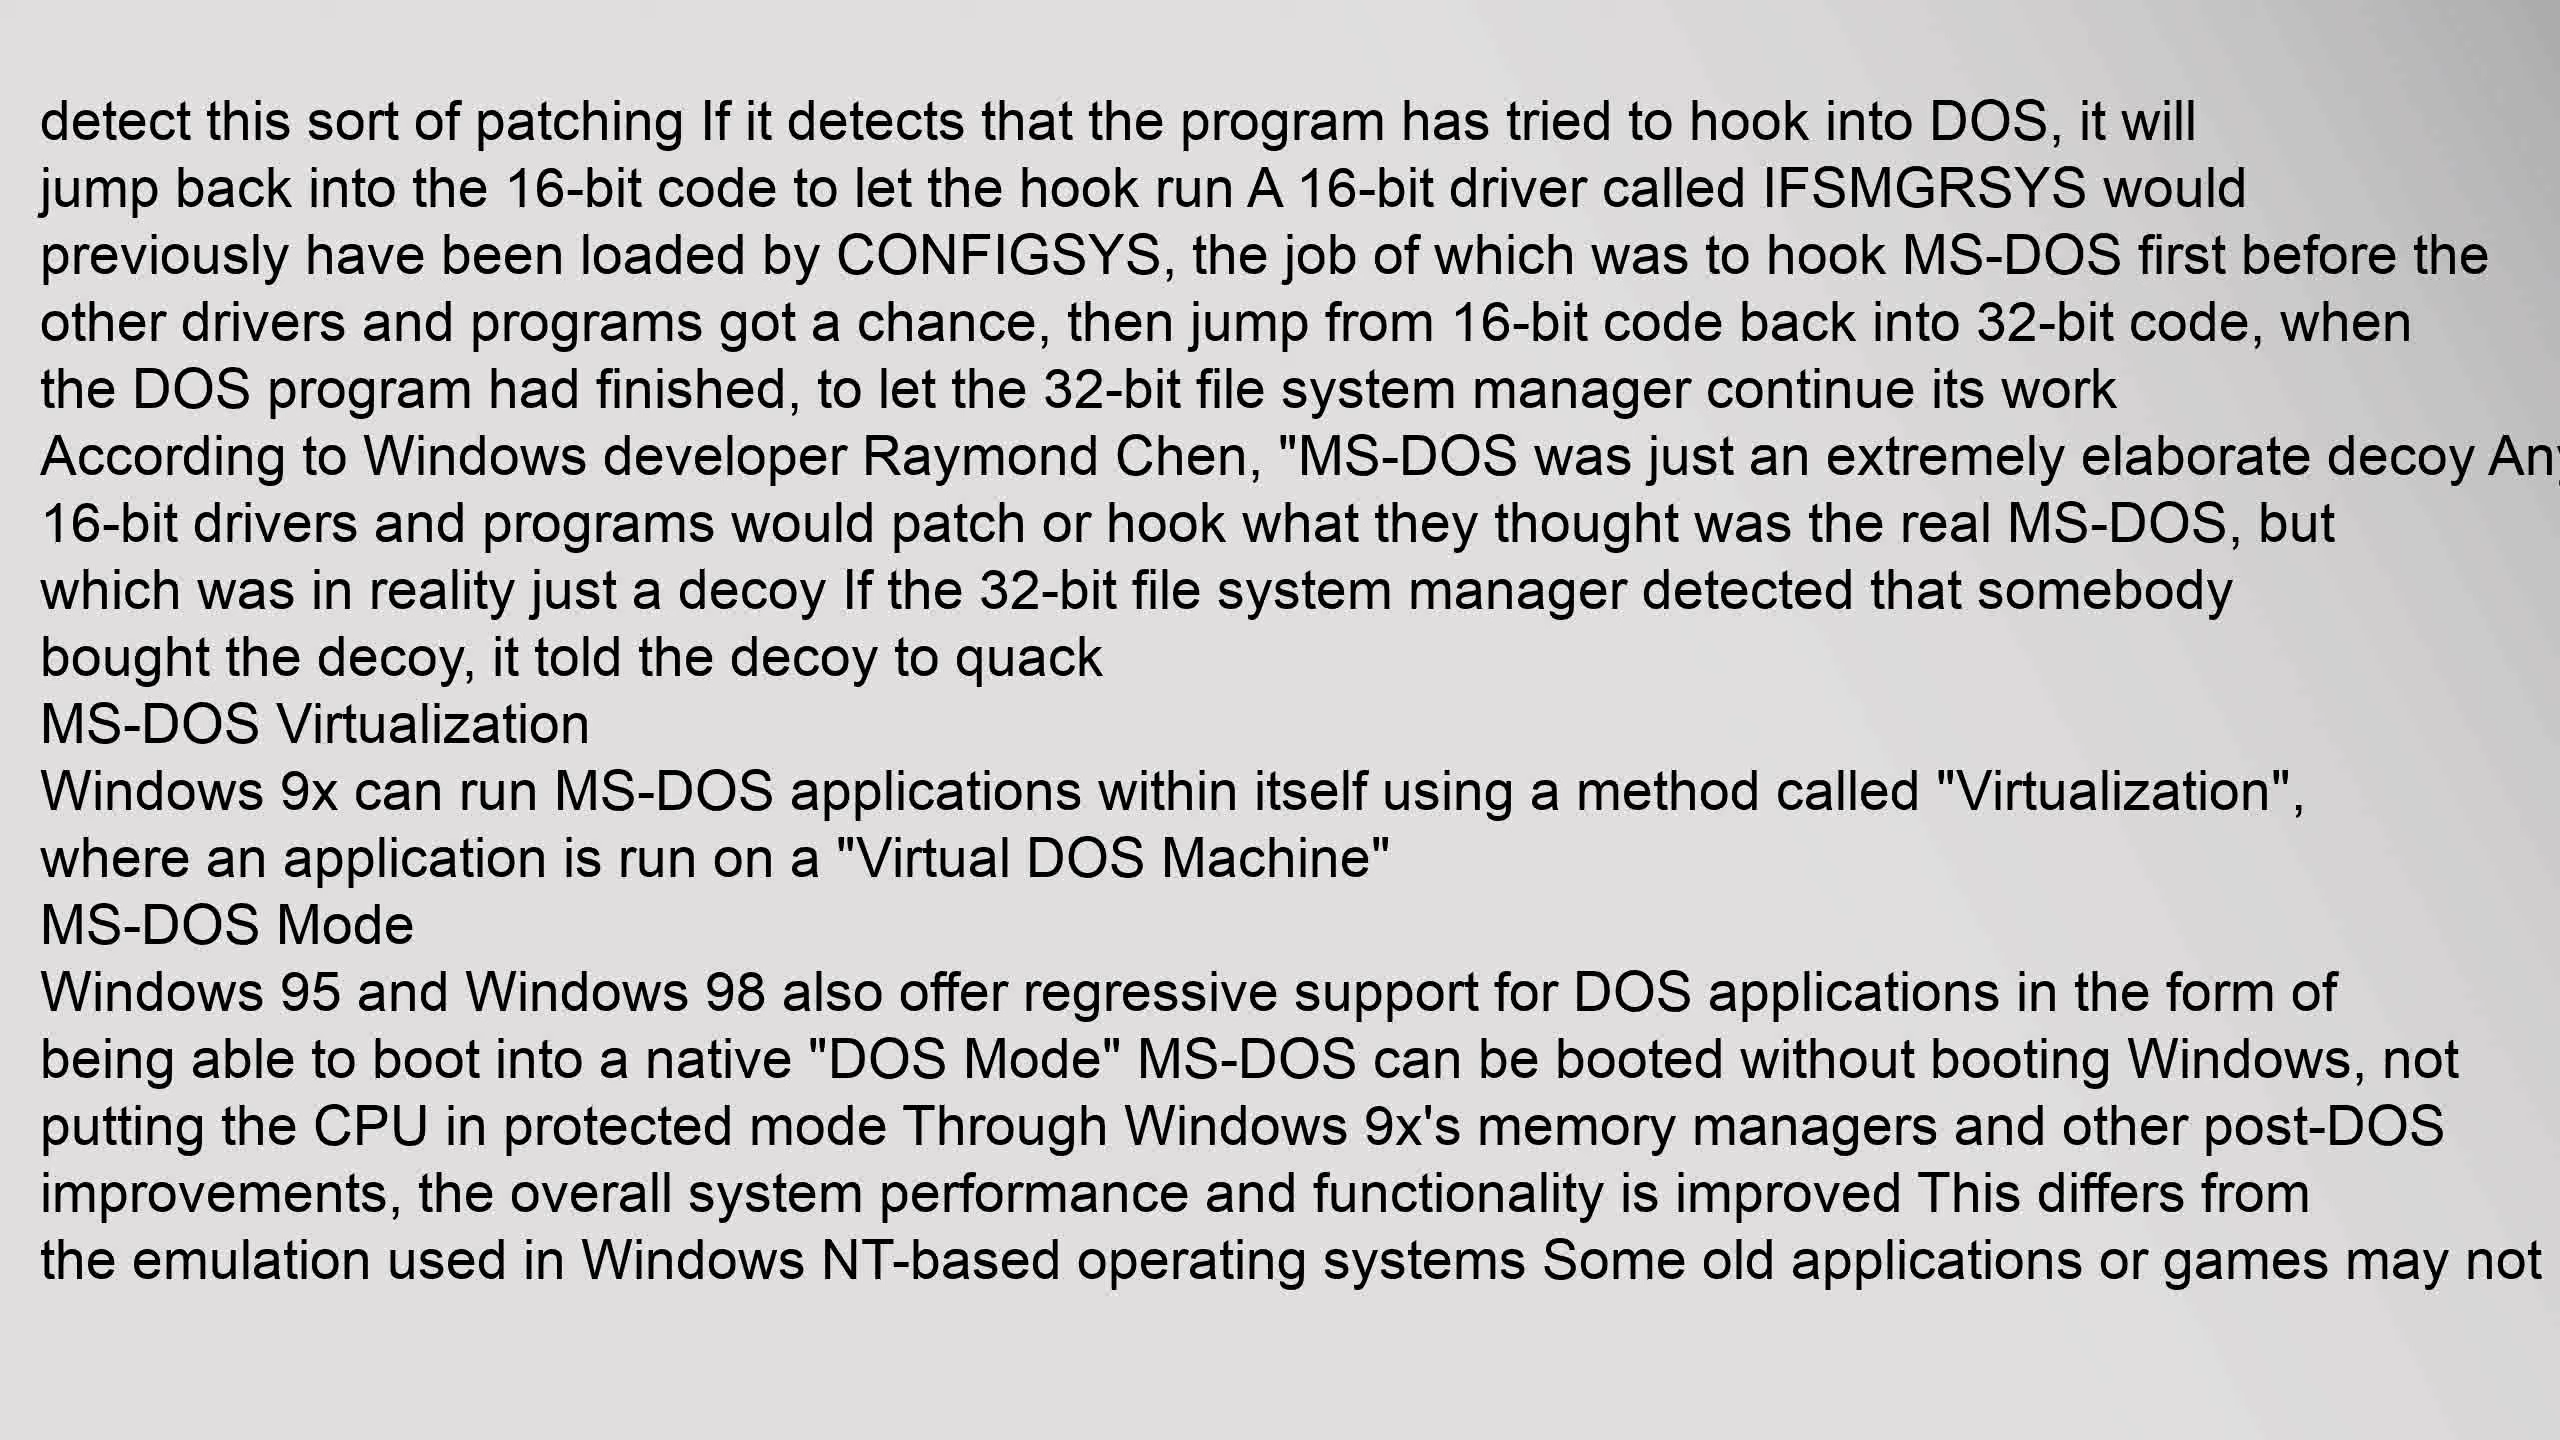 detect this sort of patching If it detects that the program has tried to hook into DOS, it will
jump back into the 16-bit code to let the hook run A 16-bit driver called IFSMGRSYS would
previously have been loaded by CONFIGSYS, the job of which was to hook MS-DOS first before the
other drivers and programs got a chance, then jump from 16-bit code back into 32-bit code, when
the DOS program had finished, to let the 32-bit file system manager continue its work
According to Windows developer Raymond Chen, "MS-DOS was just an extremely elaborate decoy
16-bit drivers and programs would patch or hook what they thought was the real MS-DOS, but
which was in reality just a decoy If the 32-bit file system manager detected that somebody
bought the decoy, it told the decoy to quack
MS-DOS Virtualization
Windows 9x can run MS-DOS applications within itself using a method called "Virtualization",
where an application is run on a "Virtual DOS Machine"
MS-DOS Mode
Windows 95 and Windows 98 also offer regressive support for DOS applications in the form of
being able to boot into a native "DOS Mode" MS-DOS can be booted without booting Windows, not
putting the CPU in protected mode Through Windows 9x's memory managers and other post-DOS
improvements, the overall system performance and functionality is improved This differs from
the emulation used in Windows NT-based operating systems Some old applications or games may not